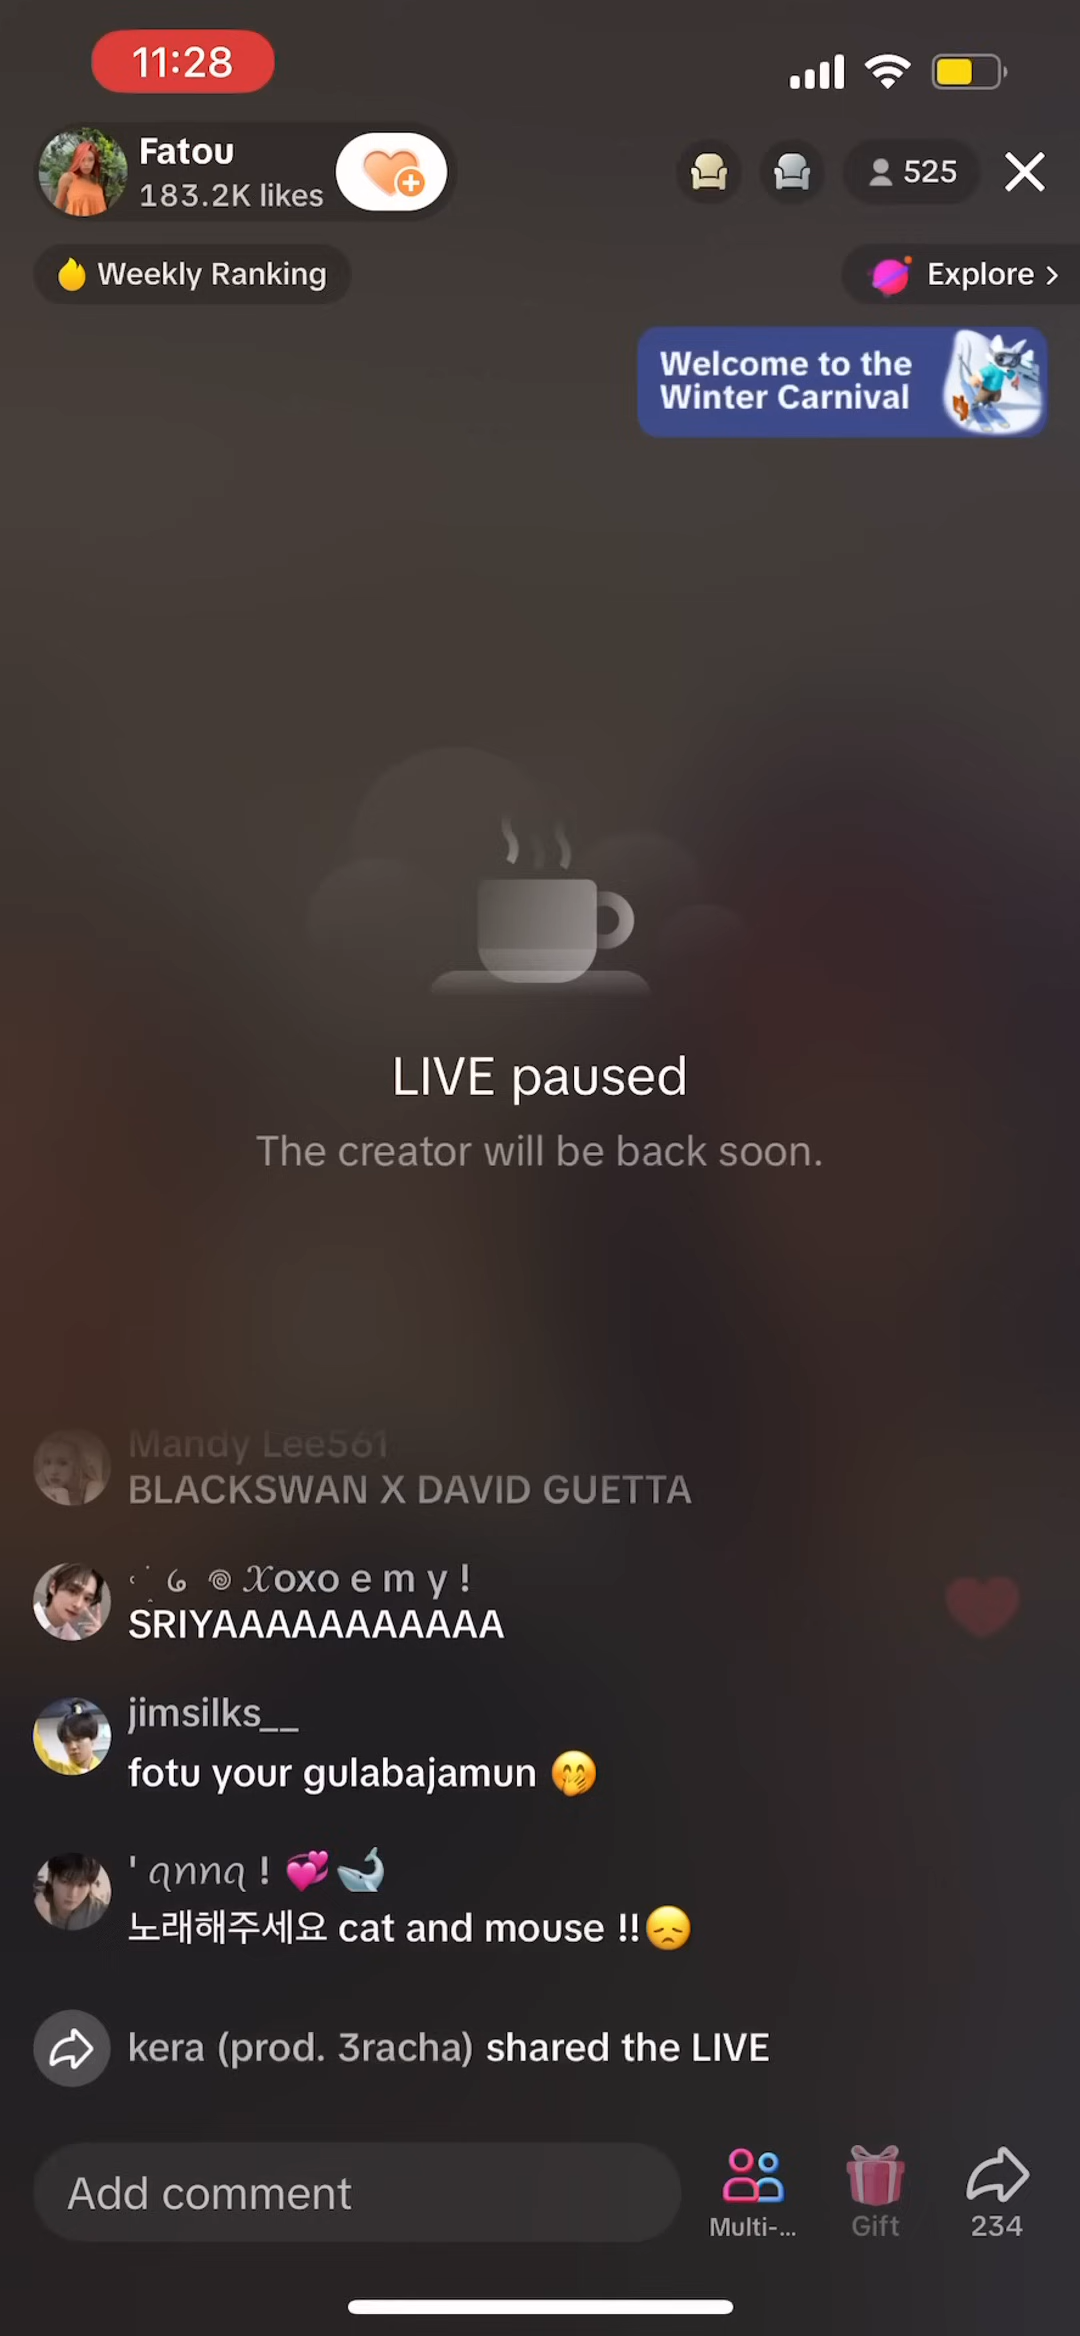 11:28
Fatou
183.2K likes
525
Weekly Ranking
Explore >
Welcome to the
Winter Carnival
LIVE paused
The creator will be back soon.
Mandy Lee561
BLACKSWAN X DAVID GUETTA
𝒳oxo e m y !
SRIYAAAAAAAAAAA
jimsilks__
fotu your gulabajamun 🤭
' ꪖꪀꪀꪖ ! 💞🐋
노래해주세요 cat and mouse !!😞
kera (prod. 3racha) shared the LIVE
Add comment
Multi-...
Gift
234